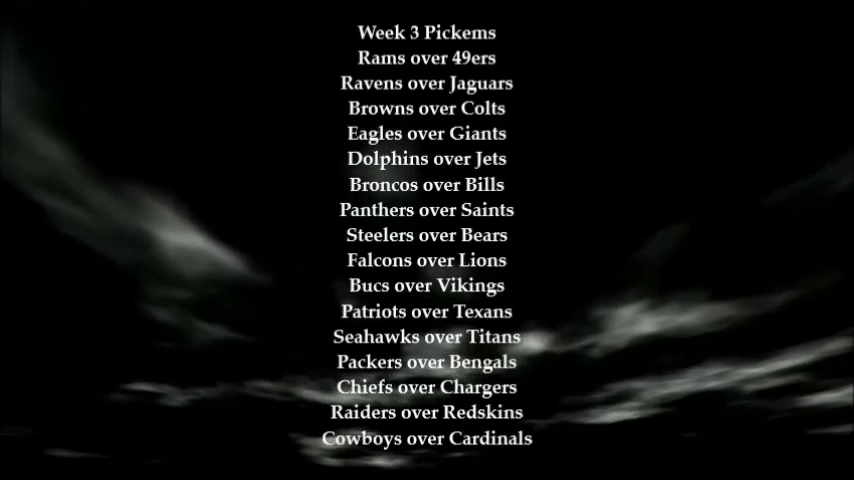 Week 3 Pickems
Rams over 49ers
Ravens over Jaguars
Browns over Colts
Eagles over Giants
Dolphins over Jets
Broncos over Bills
Panthers over Saints
Steelers over Bears
Falcons over Lions
Bucs over Vikings
Patriots over Texans
Seahawks over Titans
Packers over Bengals
Chiefs over Chargers
Raiders over Redskins
Cowboys over Cardinals